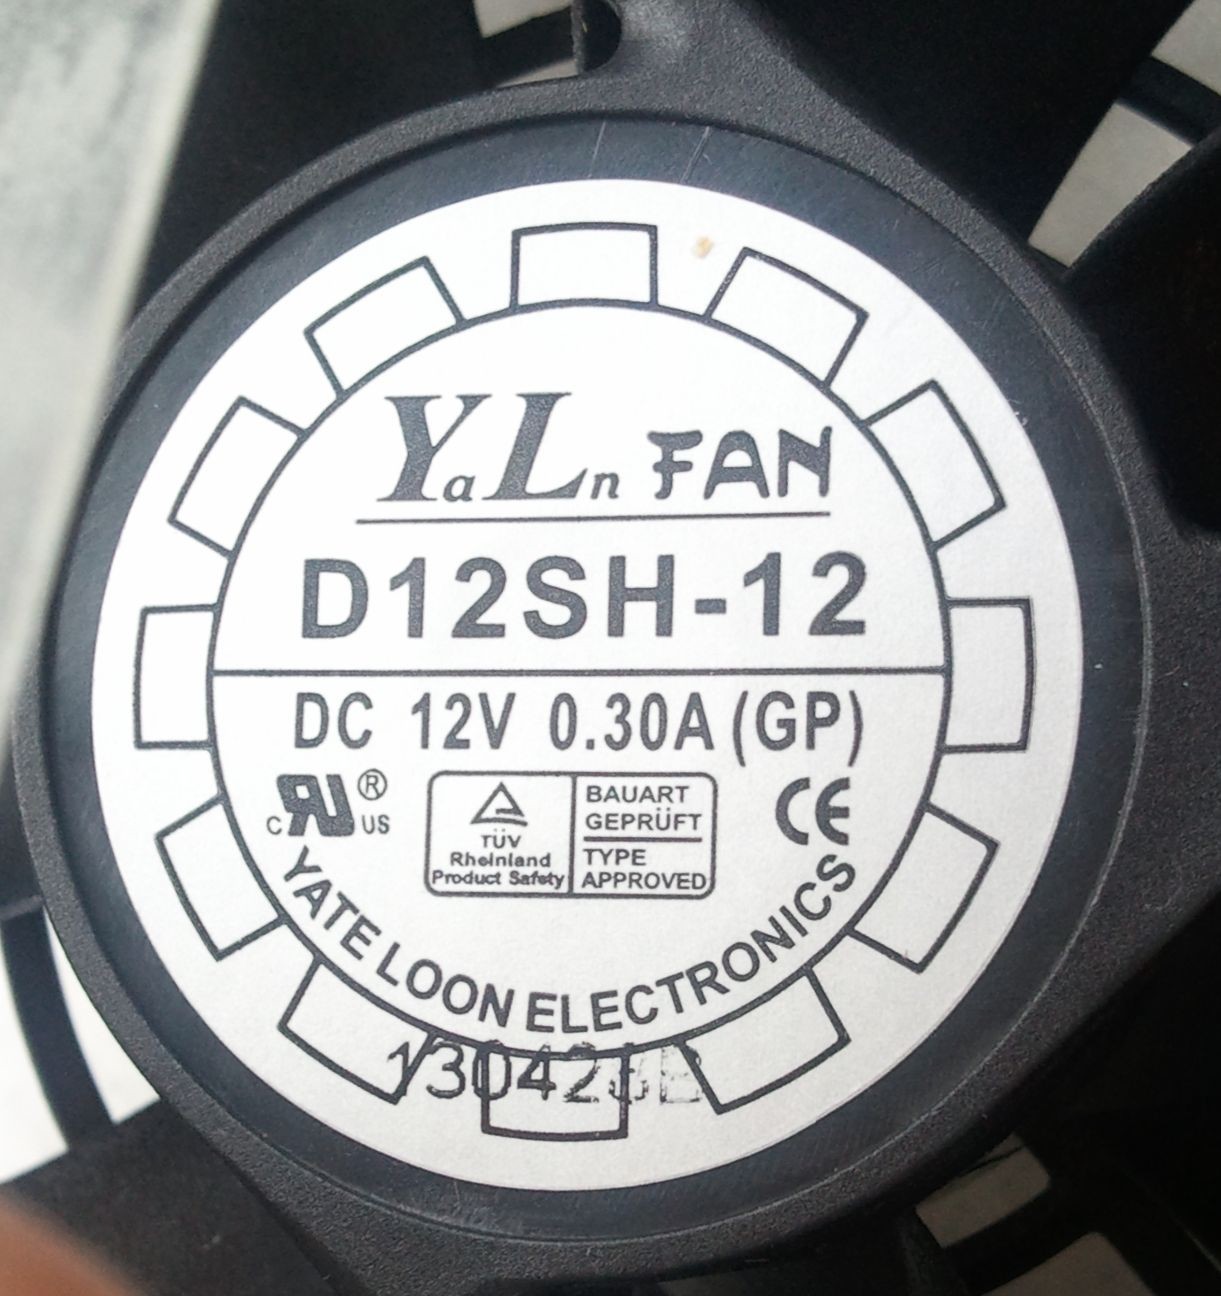 YaLn FAN
D12SH-12
DC 12V 0.30A (GP)
c RU ® US
TÜV
Rheinland
Product Safety
BAUART
GEPRÜFT
TYPE
APPROVED
CE
YATE LOON ELECTRONICS